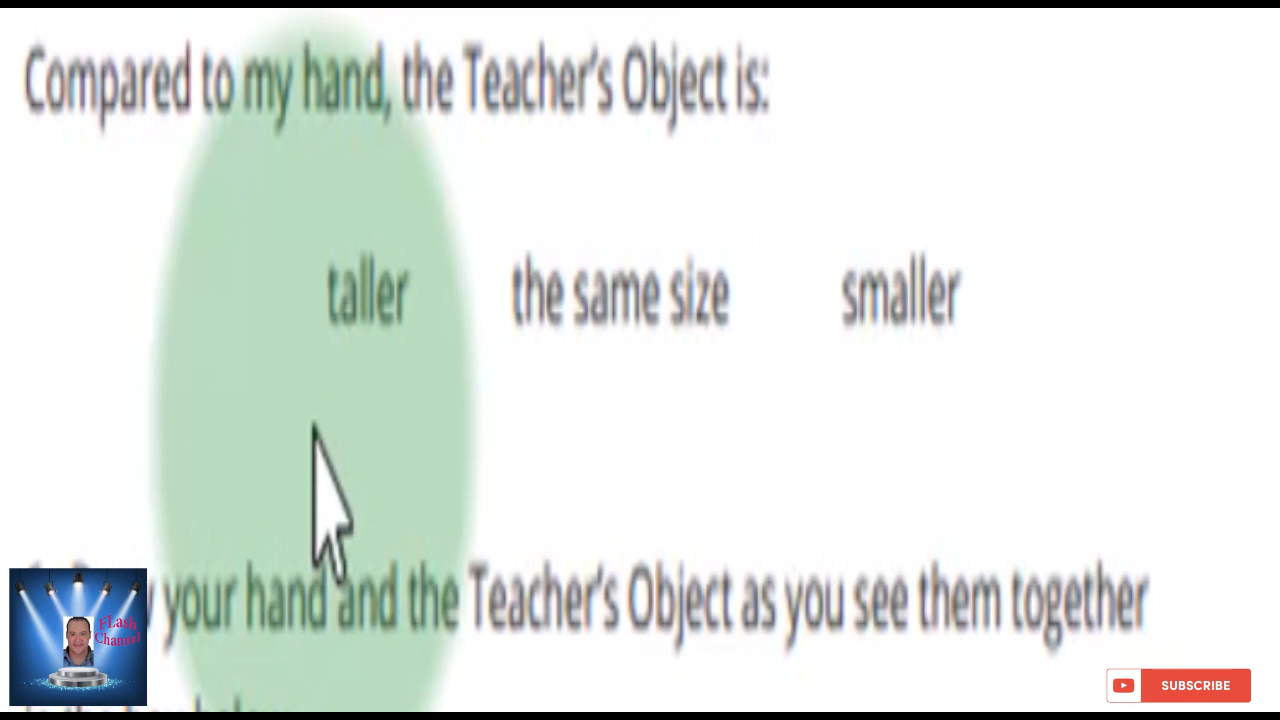 Compared to my hand, the Teacher's Object is:
taller the same size smaller
your hand and the Teacher's Object as you see them together
FLash
Channel
SUBSCRIBE